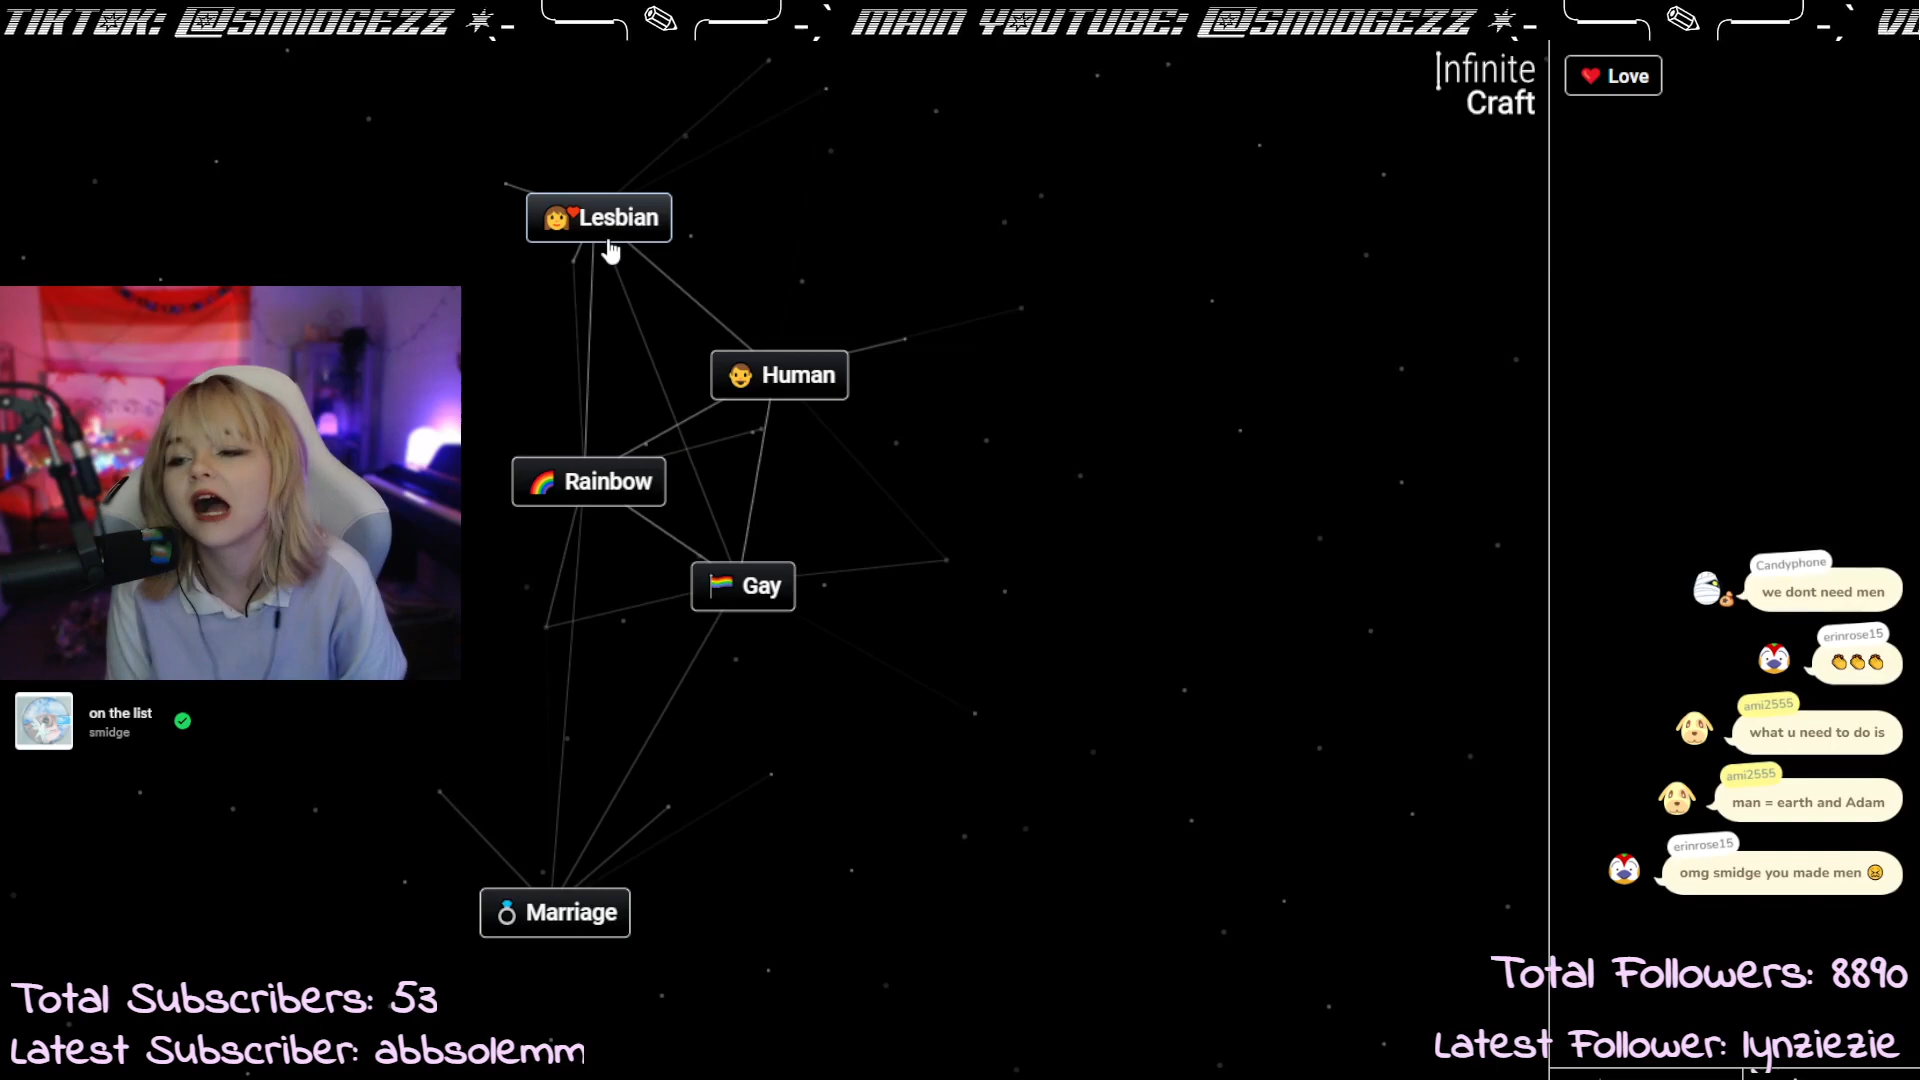 TIKTOK: @SMIDGEZZ
MAIN YOUTUBE: @SMIDGEZZ
Infinite
Craft
Love
Lesbian
Human
Rainbow
Gay
Marriage
on the list
smidge
Candyphone
we dont need men
erinrose15
ami2555
what u need to do is
ami2555
man = earth and Adam
erinrose15
omg smidge you made men
Total Subscribers: 53
Latest Subscriber: abbsolemm
Total Followers: 8890
Latest Follower: lynziezie